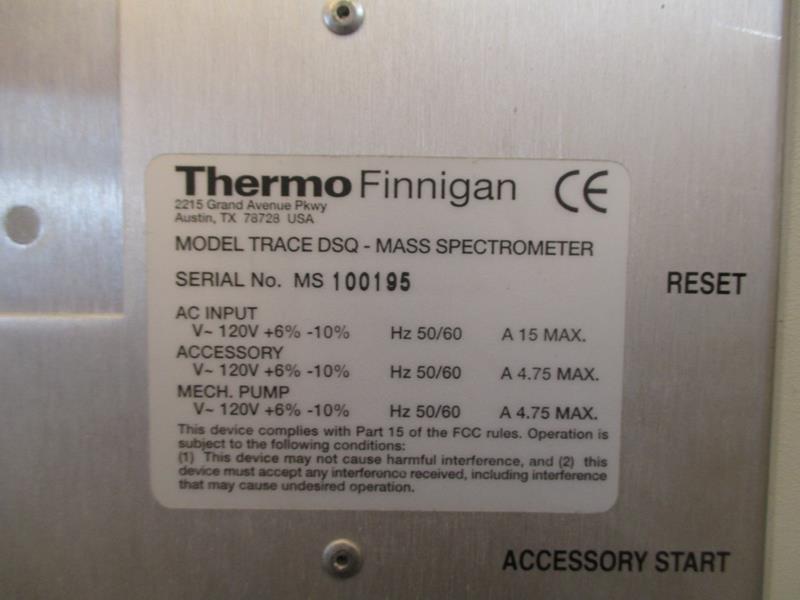 Thermo Finnigan CE
2215 Grand Avenue Pkwy
Austin, TX 78728 USA
MODEL TRACE DSQ - MASS SPECTROMETER
SERIAL No. MS 100195
RESET
AC INPUT
V~ 120V +6% -10% Hz 50/60 A 15 MAX.
ACCESSORY
V~ 120V +6% -10% Hz 50/60 A 4.75 MAX.
MECH. PUMP
V~ 120V +6% -10% Hz 50/60 A 4.75 MAX.
This device complies with Part 15 of the FCC rules. Operation is
subject to the following conditions:
(1) This device may not cause harmful interference, and (2) this
device must accept any interference received, including interference
that may cause undesired operation.
ACCESSORY START